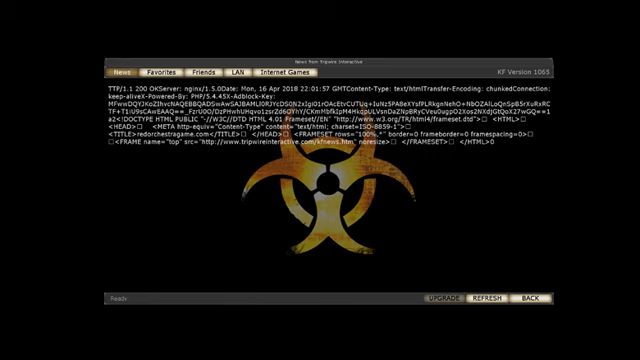 News from Tripwire Interactive
News Favorites Friends LAN Internet Games KF Version 1065
TTP/1.1 200 OKServer: nginx/1.5.0Date: Mon, 16 Apr 2018 22:01:57 GMTContent-Type: text/htmlTransfer-Encoding: chunkedConnection:
keep-aliveX-Powered-By: PHP/5.4.45X-Adblock-Key:
a2<!DOCTYPE HTML PUBLIC "-//W3C//DTD HTML 4.01 Frameset//EN" "http://www.w3.org/TR/html4/frameset.dtd">□ <HTML>□
<HEAD>□ <META http-equiv="Content-Type" content="text/html; charset=ISO-8859-1">□
<TITLE>redorchestragame.com</TITLE>□ </HEAD>□ <FRAMESET rows="100%,*" border=0 frameborder=0 framespacing=0>□
<FRAME name="top" src="http://www.tripwireinteractive.com/kfnews.htm" noresize>□ </FRAMESET>□ </HTML>0
Ready UPGRADE REFRESH BACK